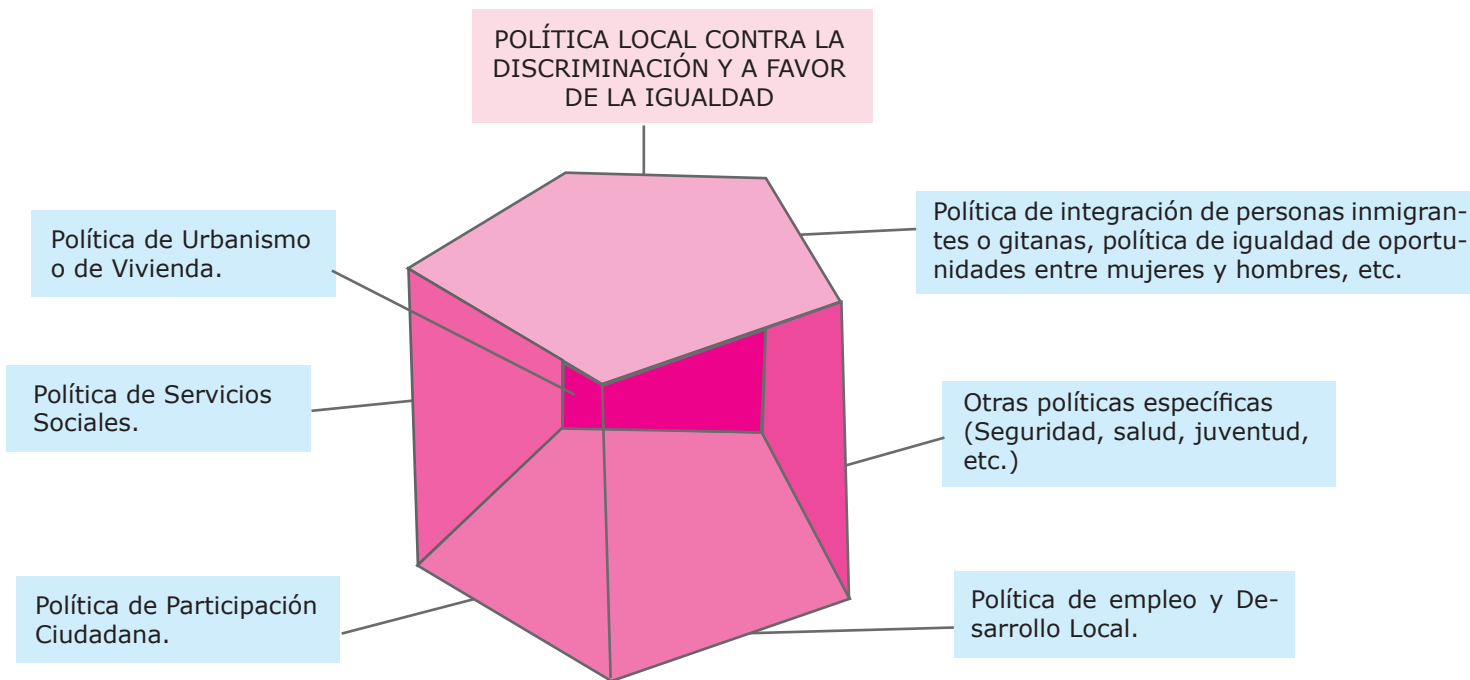 POLÍTICA LOCAL CONTRA LA
DISCRIMINACIÓN Y A FAVOR
DE LA IGUALDAD
Política de Urbanismo
o de Vivienda.
Política de integración de personas inmigran-
tes o gitanas, política de igualdad de oportu-
nidades entre mujeres y hombres, etc.
Política de Servicios
Sociales.
Otras políticas específicas
(Seguridad, salud, juventud,
etc.)
Política de Participación
Ciudadana.
Política de empleo y De-
sarrollo Local.